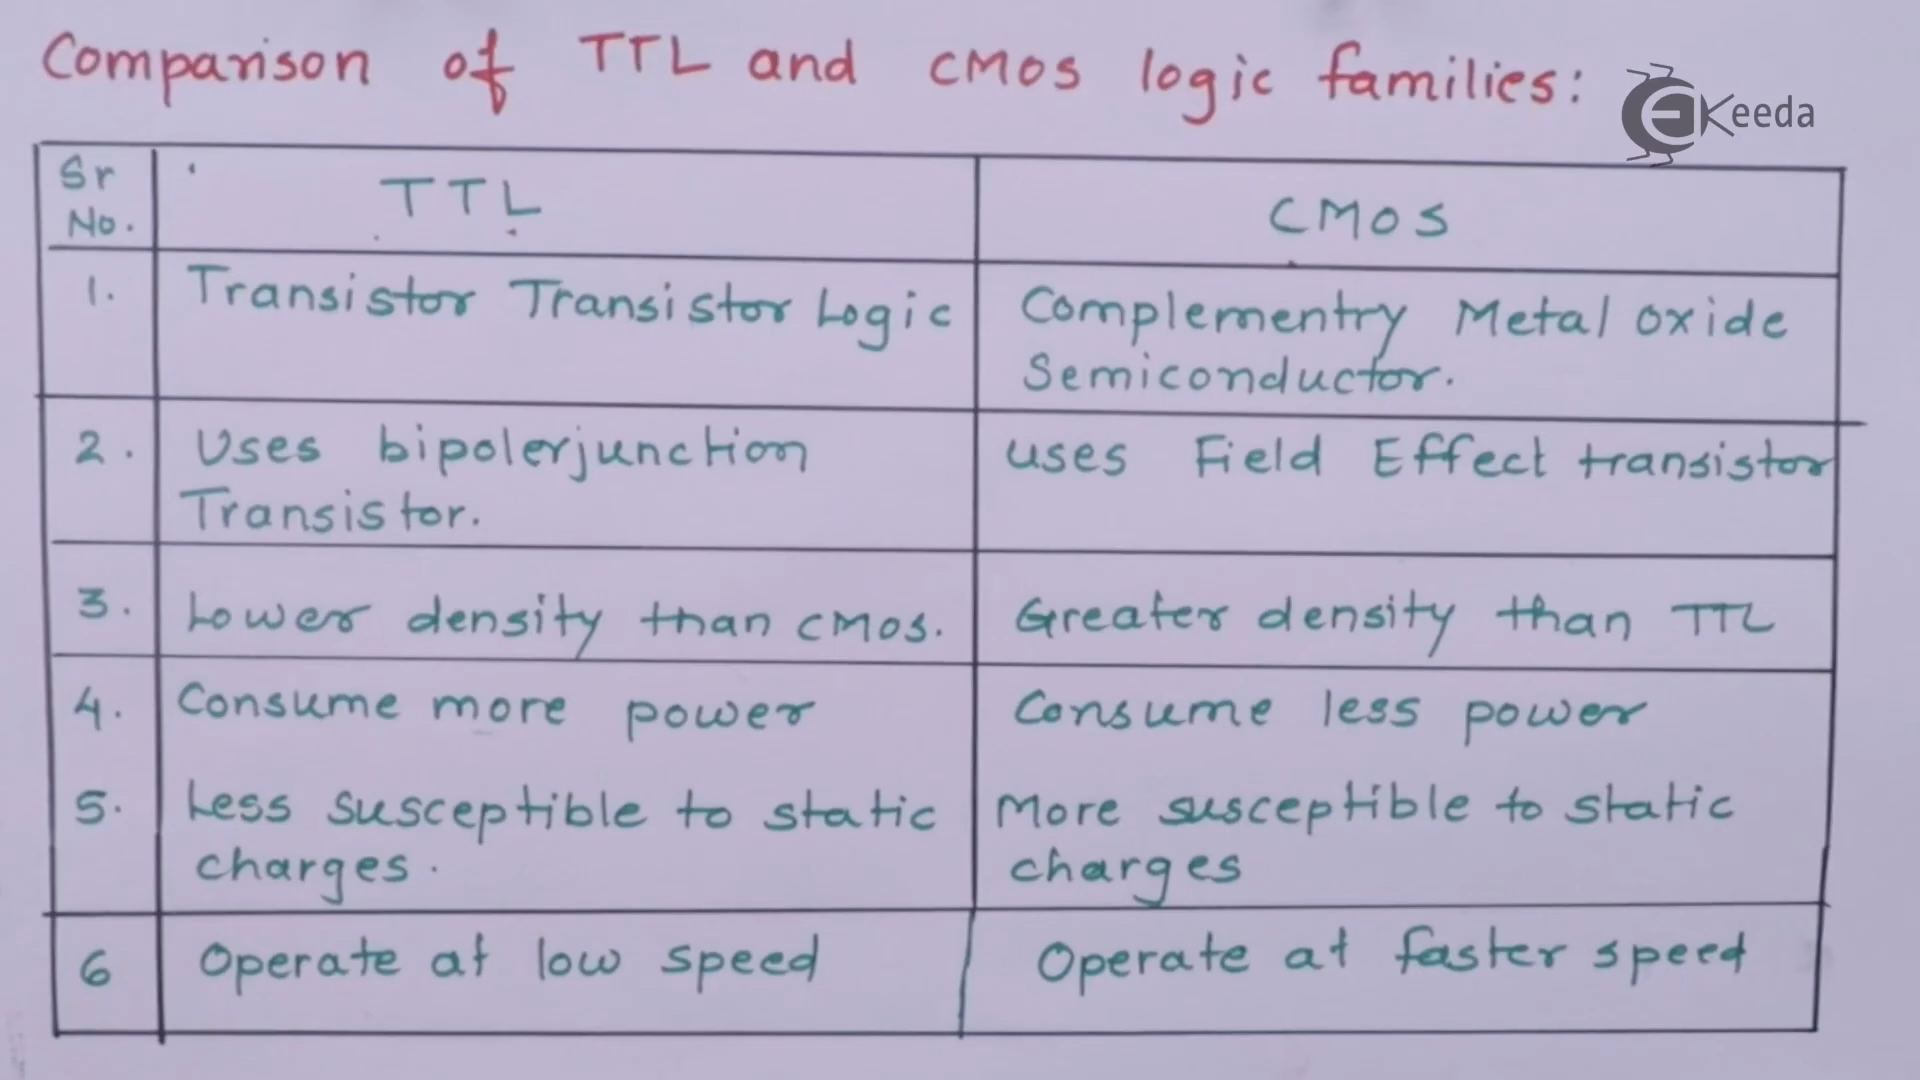 Comparison of TTL and CMOS logic families:
EKeeda
Sr No.
TTL
CMOS
1.
Transistor Transistor Logic
Complementry Metal oxide
Semiconductor.
2.
Uses bipolerjunction
Transistor.
uses Field Effect transistor
3.
Lower density than CMOS.
Greater density than TTL
4.
Consume more power
Consume less power
5.
Less susceptible to static
charges.
More susceptible to static
charges
6
Operate at low speed
Operate at faster speed